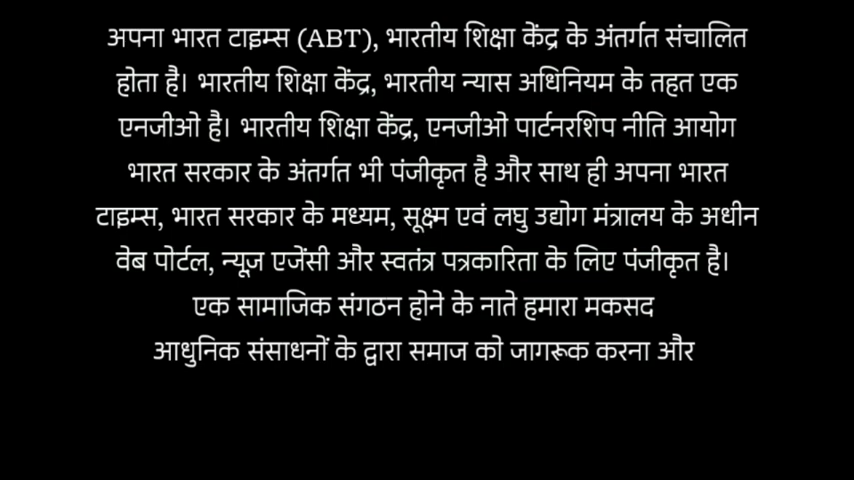 अपना भारत टाइम्स (ABT), भारतीय शिक्षा केंद्र के अंतर्गत संचालित
होता है। भारतीय शिक्षा केंद्र, भारतीय न्यास अधिनियम के तहत एक
एनजीओ है। भारतीय शिक्षा केंद्र, एनजीओ पार्टनरशिप नीति आयोग
भारत सरकार के अंतर्गत भी पंजीकृत है और साथ ही अपना भारत
टाइम्स, भारत सरकार के मध्यम, सूक्ष्म एवं लघु उद्योग मंत्रालय के अधीन
वेब पोर्टल, न्यूज़ एजेंसी और स्वतंत्र पत्रकारिता के लिए पंजीकृत है।
एक सामाजिक संगठन होने के नाते हमारा मकसद
आधुनिक संसाधनों के द्वारा समाज को जागरूक करना और